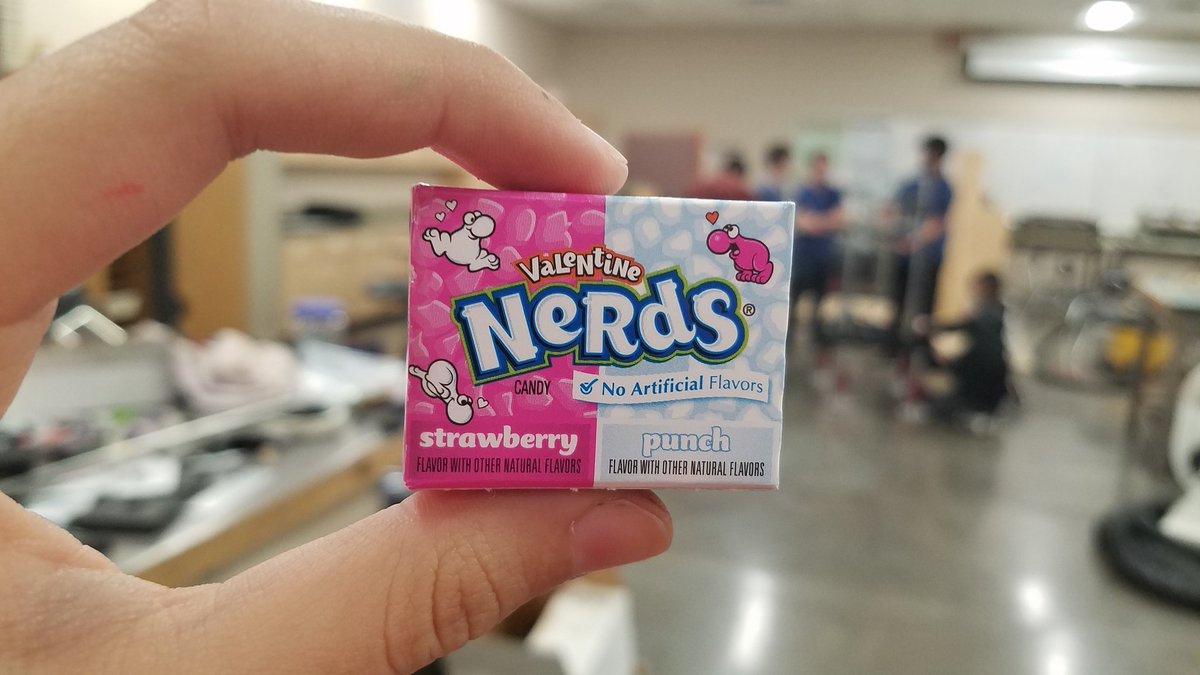 Valentine
Nerds®
CANDY
No Artificial Flavors
strawberry
FLAVOR WITH OTHER NATURAL FLAVORS
punch
FLAVOR WITH OTHER NATURAL FLAVORS